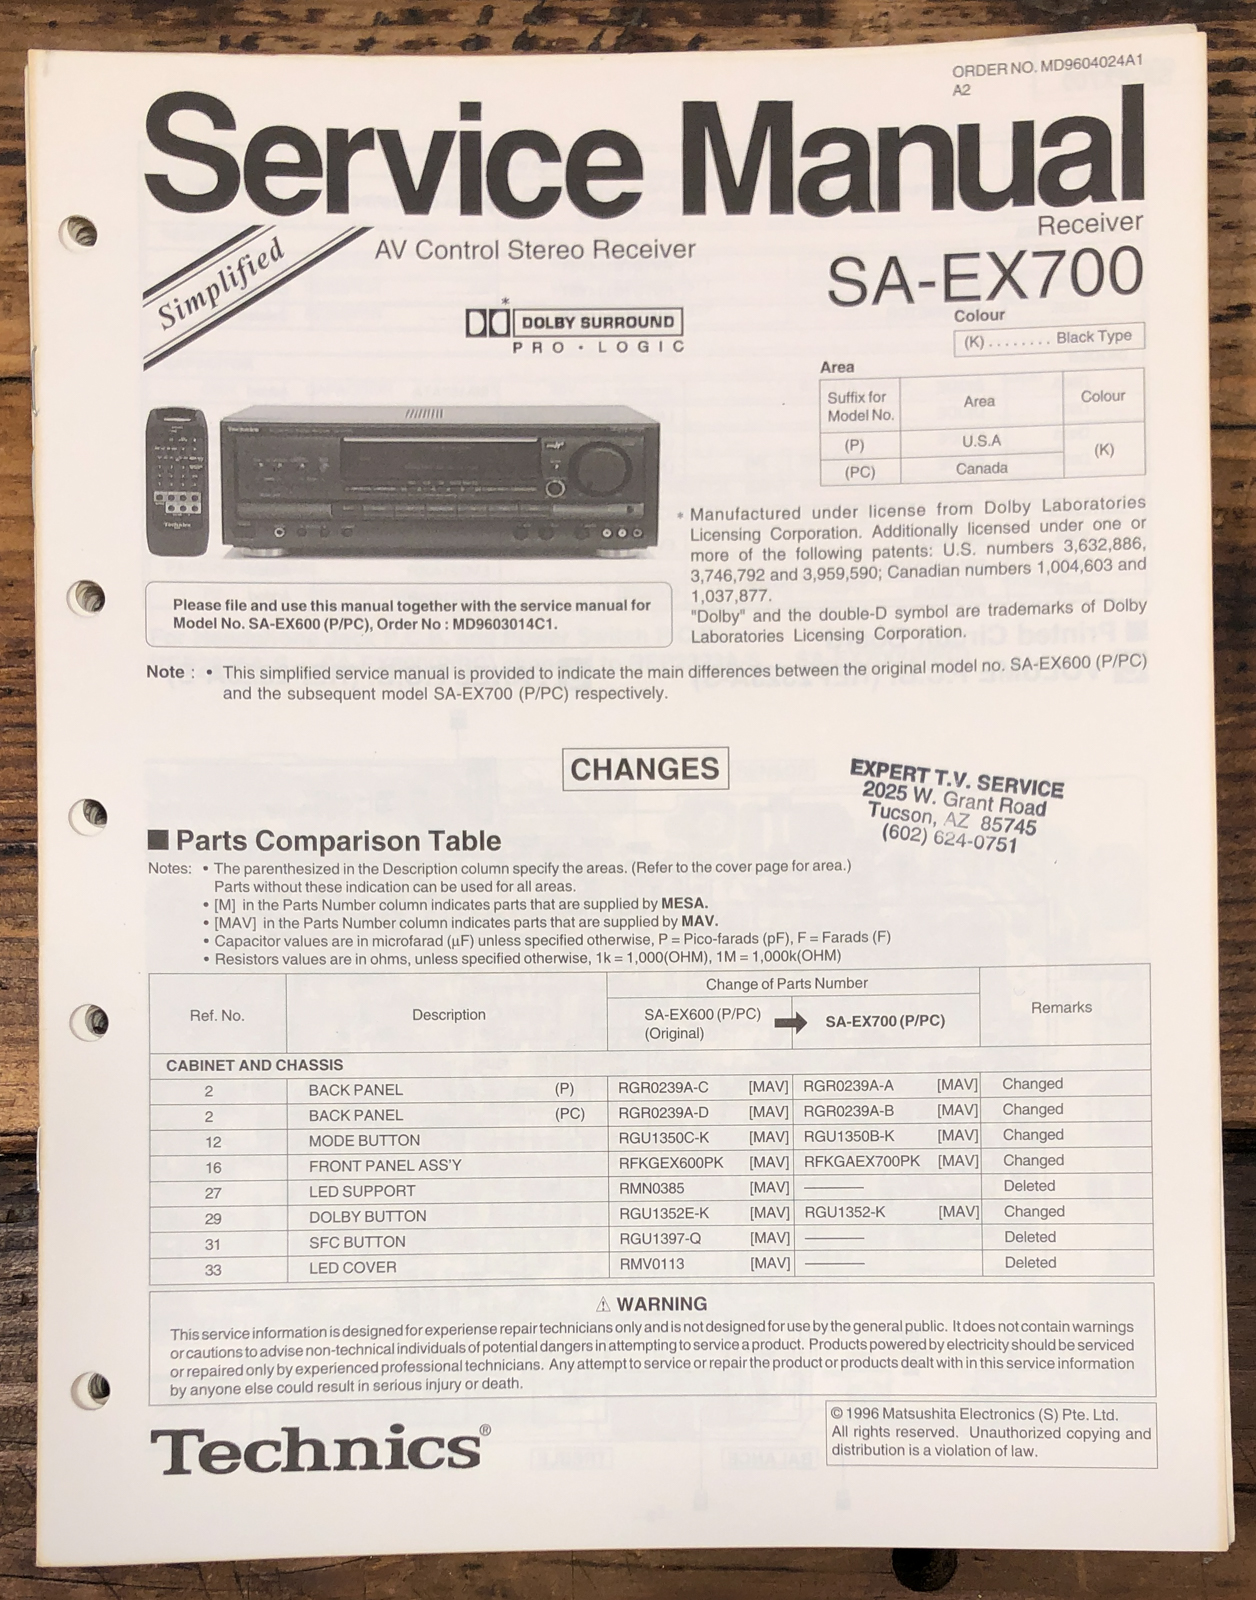 ORDER NO. MD9604024A1
A2
Service Manual
Receiver
Simplified
AV Control Stereo Receiver
SA-EX700
*
DOLBY SURROUND
PRO · LOGIC
Colour
(K) ........ Black Type
Area
Suffix for Model No. Area Colour
(P) U.S.A (K)
(PC) Canada
Technics
Technics
* Manufactured under license from Dolby Laboratories
Licensing Corporation. Additionally licensed under one or
more of the following patents: U.S. numbers 3,632,886,
3,746,792 and 3,959,590; Canadian numbers 1,004,603 and
1,037,877.
"Dolby" and the double-D symbol are trademarks of Dolby
Laboratories Licensing Corporation.
Please file and use this manual together with the service manual for
Model No. SA-EX600 (P/PC), Order No : MD9603014C1.
Note : • This simplified service manual is provided to indicate the main differences between the original model no. SA-EX600 (P/PC)
and the subsequent model SA-EX700 (P/PC) respectively.
CHANGES
EXPERT T.V. SERVICE
2025 W. Grant Road
Tucson, AZ 85745
(602) 624-0751
■ Parts Comparison Table
Notes: • The parenthesized in the Description column specify the areas. (Refer to the cover page for area.)
Parts without these indication can be used for all areas.
• [M] in the Parts Number column indicates parts that are supplied by MESA.
• [MAV] in the Parts Number column indicates parts that are supplied by MAV.
• Capacitor values are in microfarad (µF) unless specified otherwise, P = Pico-farads (pF), F = Farads (F)
• Resistors values are in ohms, unless specified otherwise, 1k = 1,000(OHM), 1M = 1,000k(OHM)
Ref. No. Description Change of Parts Number Remarks
SA-EX600 (P/PC) (Original) ➡ SA-EX700 (P/PC)
CABINET AND CHASSIS
2 BACK PANEL (P) RGR0239A-C [MAV] RGR0239A-A [MAV] Changed
2 BACK PANEL (PC) RGR0239A-D [MAV] RGR0239A-B [MAV] Changed
12 MODE BUTTON RGU1350C-K [MAV] RGU1350B-K [MAV] Changed
16 FRONT PANEL ASS'Y RFKGEX600PK [MAV] RFKGAEX700PK [MAV] Changed
27 LED SUPPORT RMN0385 [MAV] ——— Deleted
29 DOLBY BUTTON RGU1352E-K [MAV] RGU1352-K [MAV] Changed
31 SFC BUTTON RGU1397-Q [MAV] ——— Deleted
33 LED COVER RMV0113 [MAV] ——— Deleted
⚠ WARNING
This service information is designed for experiense repair technicians only and is not designed for use by the general public. It does not contain warnings
or cautions to advise non-technical individuals of potential dangers in attempting to service a product. Products powered by electricity should be serviced
or repaired only by experienced professional technicians. Any attempt to service or repair the product or products dealt with in this service information
by anyone else could result in serious injury or death.
Technics®
© 1996 Matsushita Electronics (S) Pte. Ltd.
All rights reserved. Unauthorized copying and
distribution is a violation of law.